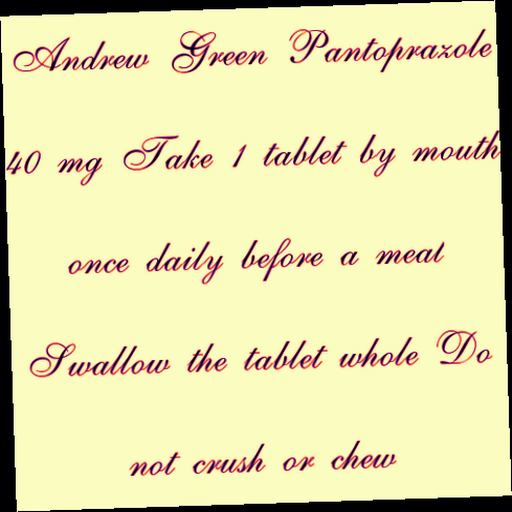 Andrew Green Pantoprazole
40 mg Take 1 tablet by mouth
once daily before a meal
Swallow the tablet whole Do
not crush or chew